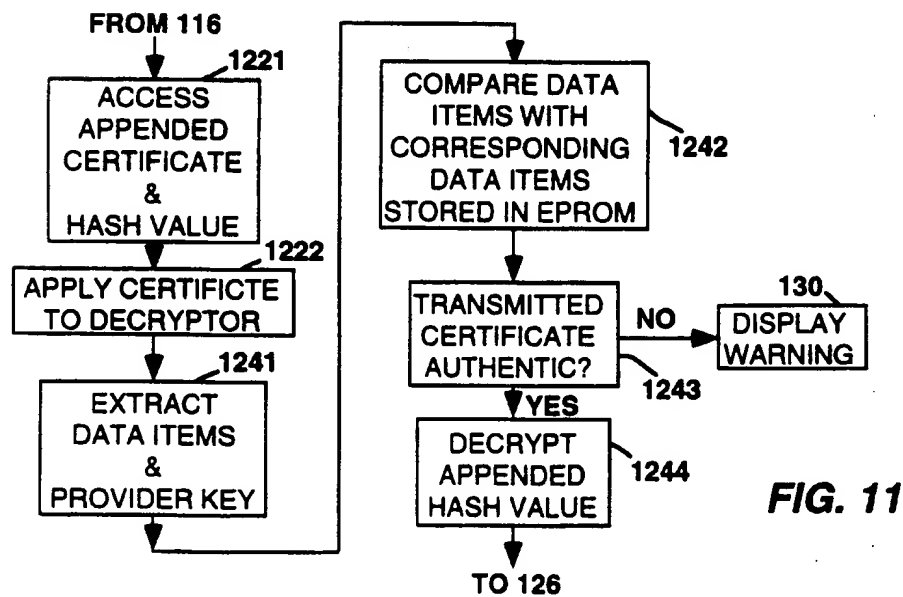 FROM 116
1221
ACCESS
APPENDED
CERTIFICATE
&
HASH VALUE
1222
APPLY CERTIFICTE
TO DECRYPTOR
1241
EXTRACT
DATA ITEMS
&
PROVIDER KEY
COMPARE DATA
ITEMS WITH
CORRESPONDING
DATA ITEMS
STORED IN EPROM
1242
TRANSMITTED
CERTIFICATE
AUTHENTIC?
1243
NO
130
DISPLAY
WARNING
YES
DECRYPT
APPENDED
HASH VALUE
1244
TO 126
FIG. 11